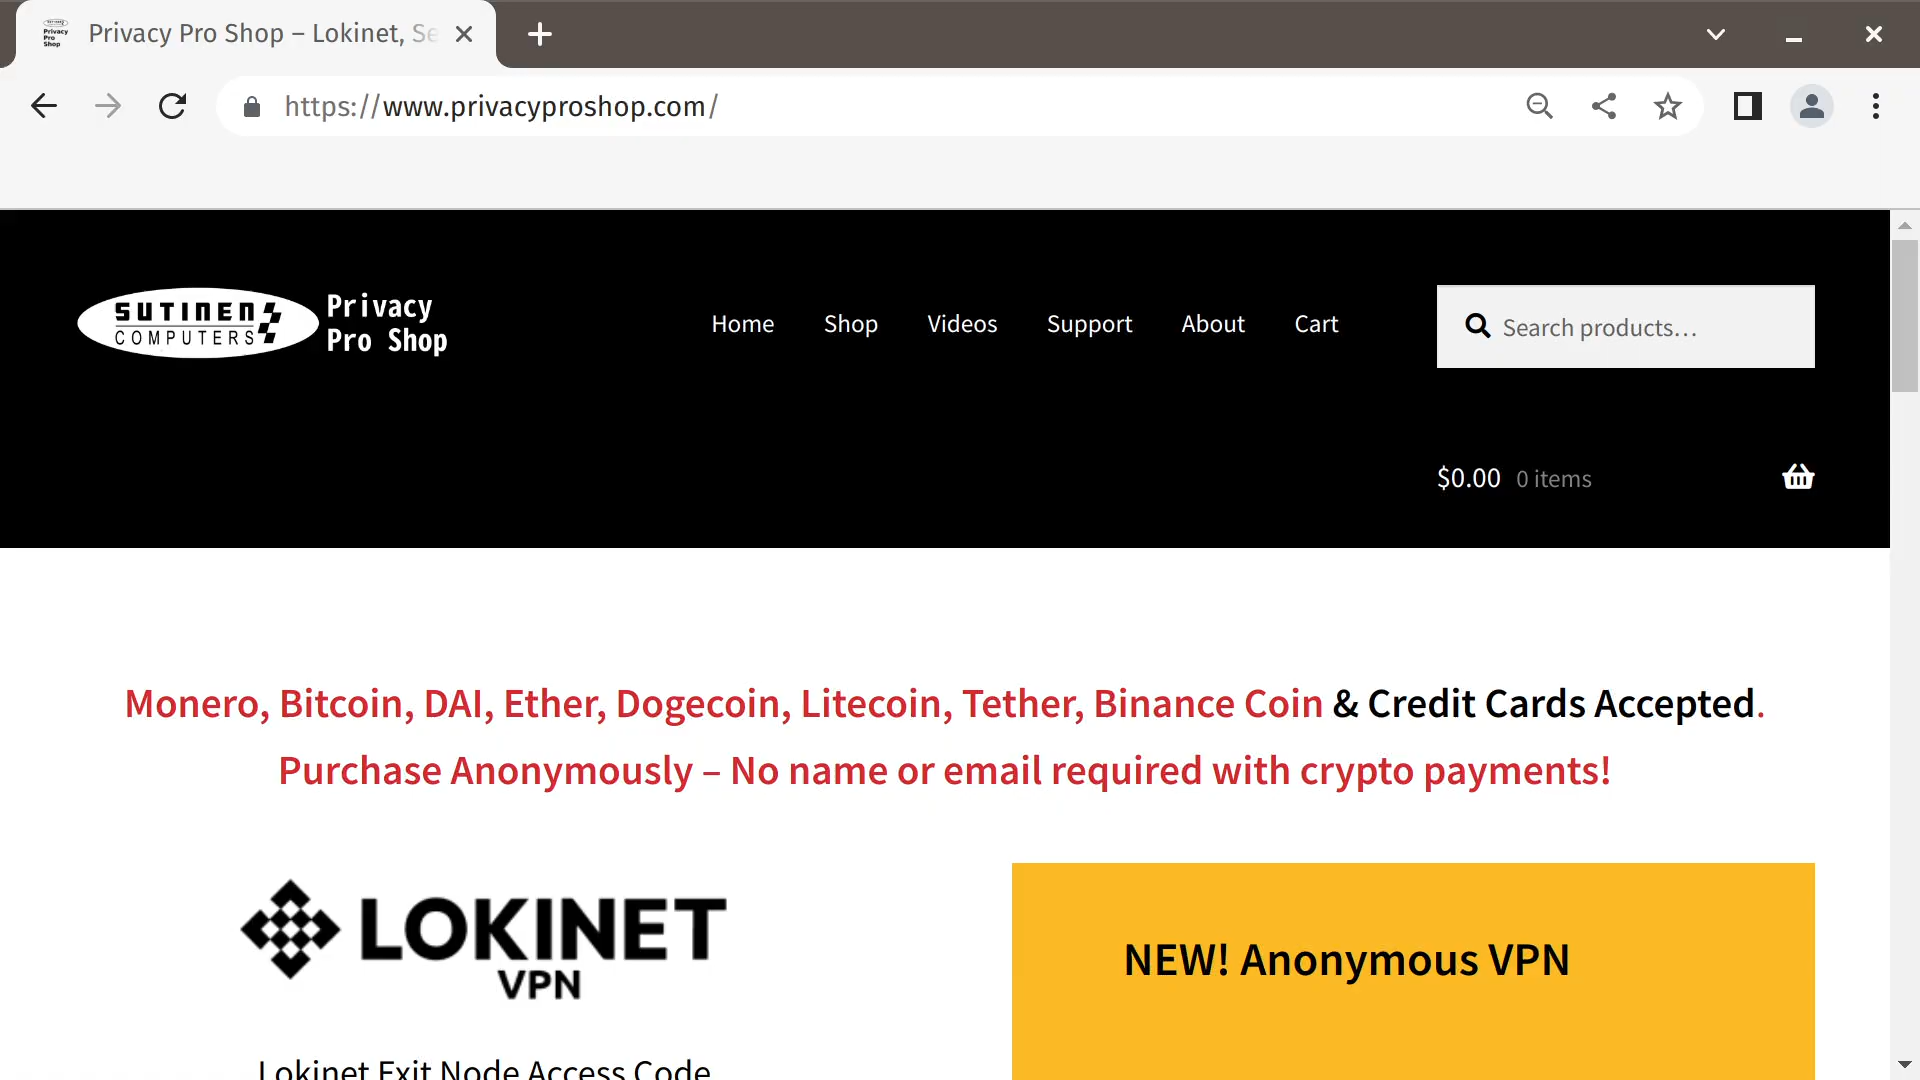 Privacy Pro Shop – Lokinet, Se
https://www.privacyproshop.com/
SUTINEN
COMPUTERS
Privacy
Pro Shop
Home
Shop
Videos
Support
About
Cart
Search products…
$0.00 0 items
Monero, Bitcoin, DAI, Ether, Dogecoin, Litecoin, Tether, Binance Coin & Credit Cards Accepted.
Purchase Anonymously – No name or email required with crypto payments!
LOKINET
VPN
NEW! Anonymous VPN
Lokinet Exit Node Access Code